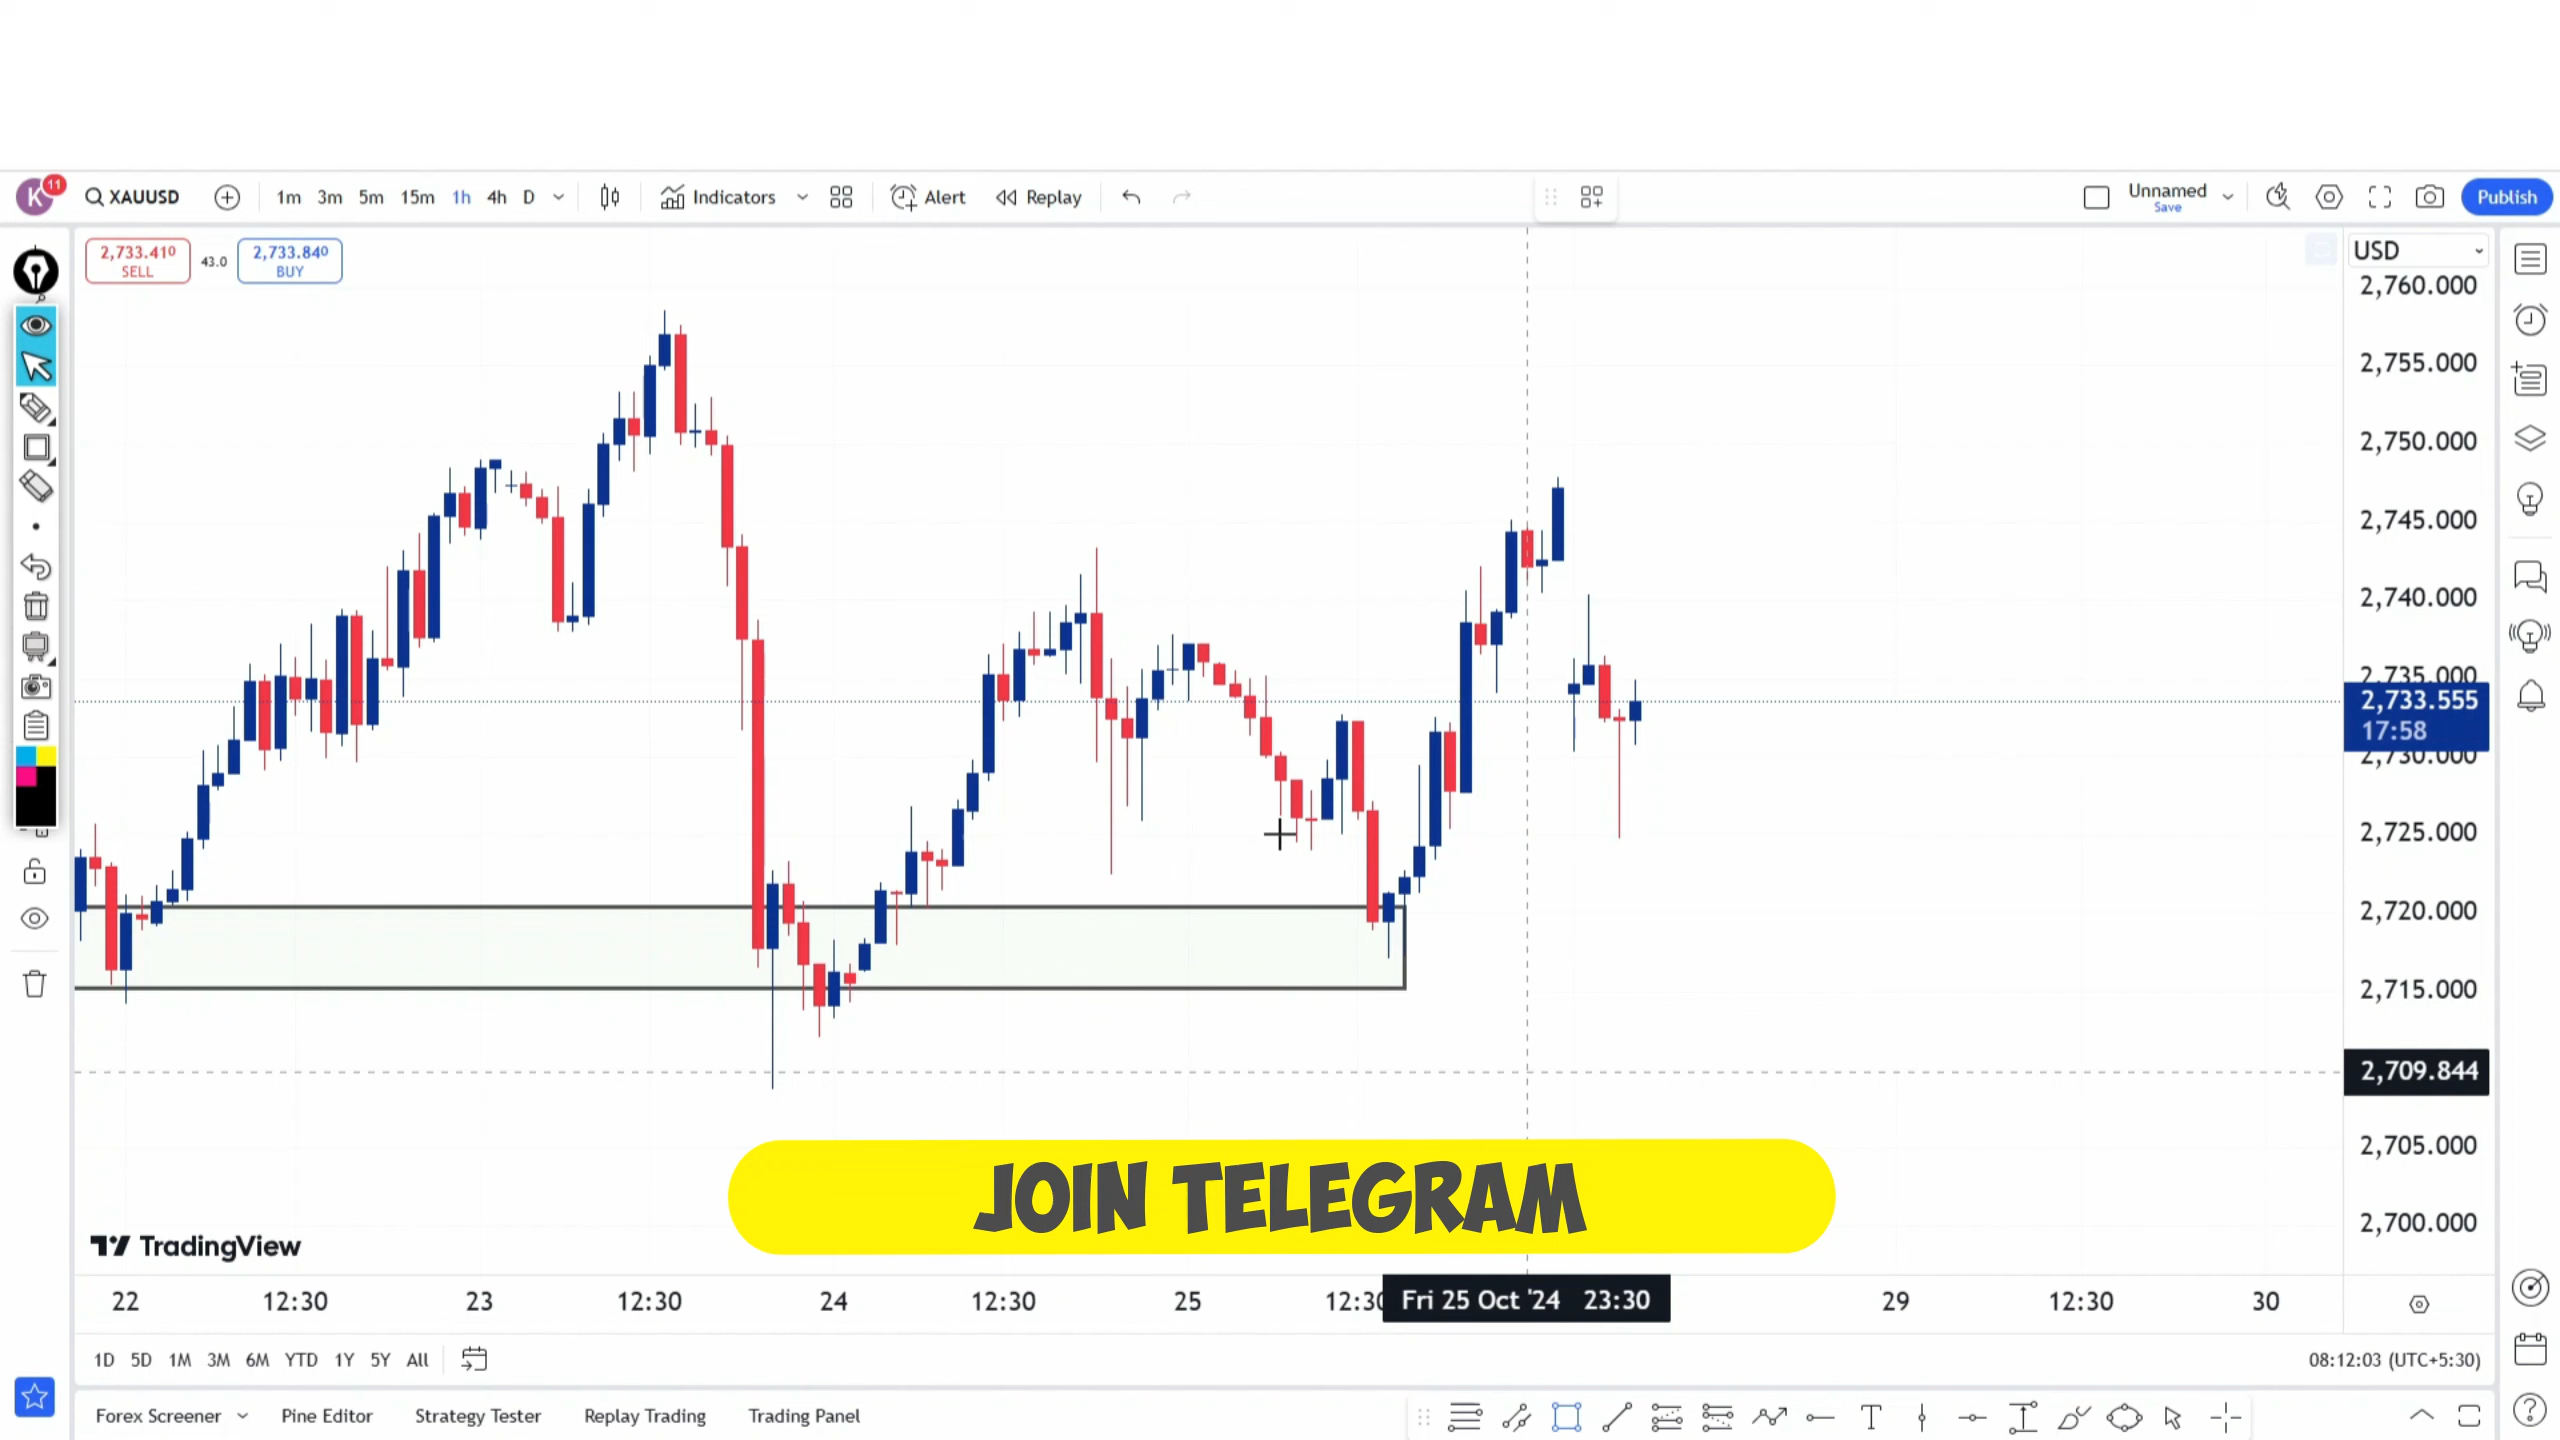 K 11 XAUUSD 1m 3m 5m 15m 1h 4h D Indicators Alert Replay Unnamed Save Publish
2,733.410 SELL 43.0 2,733.840 BUY
USD
2,760.000
2,755.000
2,750.000
2,745.000
2,740.000
2,735.000
2,733.555
17:58
2,730.000
2,725.000
2,720.000
2,715.000
2,709.844
2,705.000
2,700.000
JOIN TELEGRAM
TradingView
22 12:30 23 12:30 24 12:30 25 12:30 Fri 25 Oct '24 23:30 29 12:30 30
1D 5D 1M 3M 6M YTD 1Y 5Y All 08:12:03 (UTC+5:30)
Forex Screener Pine Editor Strategy Tester Replay Trading Trading Panel